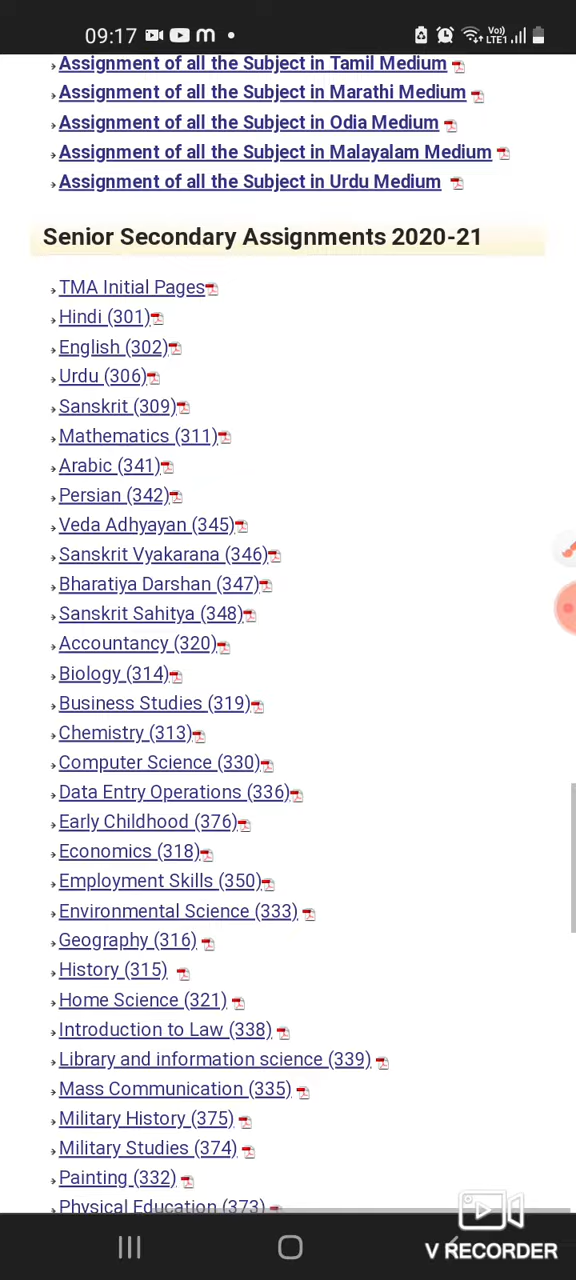 09:17
Vo)) LTE1
Assignment of all the Subject in Tamil Medium
Assignment of all the Subject in Marathi Medium
Assignment of all the Subject in Odia Medium
Assignment of all the Subject in Malayalam Medium
Assignment of all the Subject in Urdu Medium
Senior Secondary Assignments 2020-21
TMA Initial Pages
Hindi (301)
English (302)
Urdu (306)
Sanskrit (309)
Mathematics (311)
Arabic (341)
Persian (342)
Veda Adhyayan (345)
Sanskrit Vyakarana (346)
Bharatiya Darshan (347)
Sanskrit Sahitya (348)
Accountancy (320)
Biology (314)
Business Studies (319)
Chemistry (313)
Computer Science (330)
Data Entry Operations (336)
Early Childhood (376)
Economics (318)
Employment Skills (350)
Environmental Science (333)
Geography (316)
History (315)
Home Science (321)
Introduction to Law (338)
Library and information science (339)
Mass Communication (335)
Military History (375)
Military Studies (374)
Painting (332)
Physical Education (373)
V RECORDER